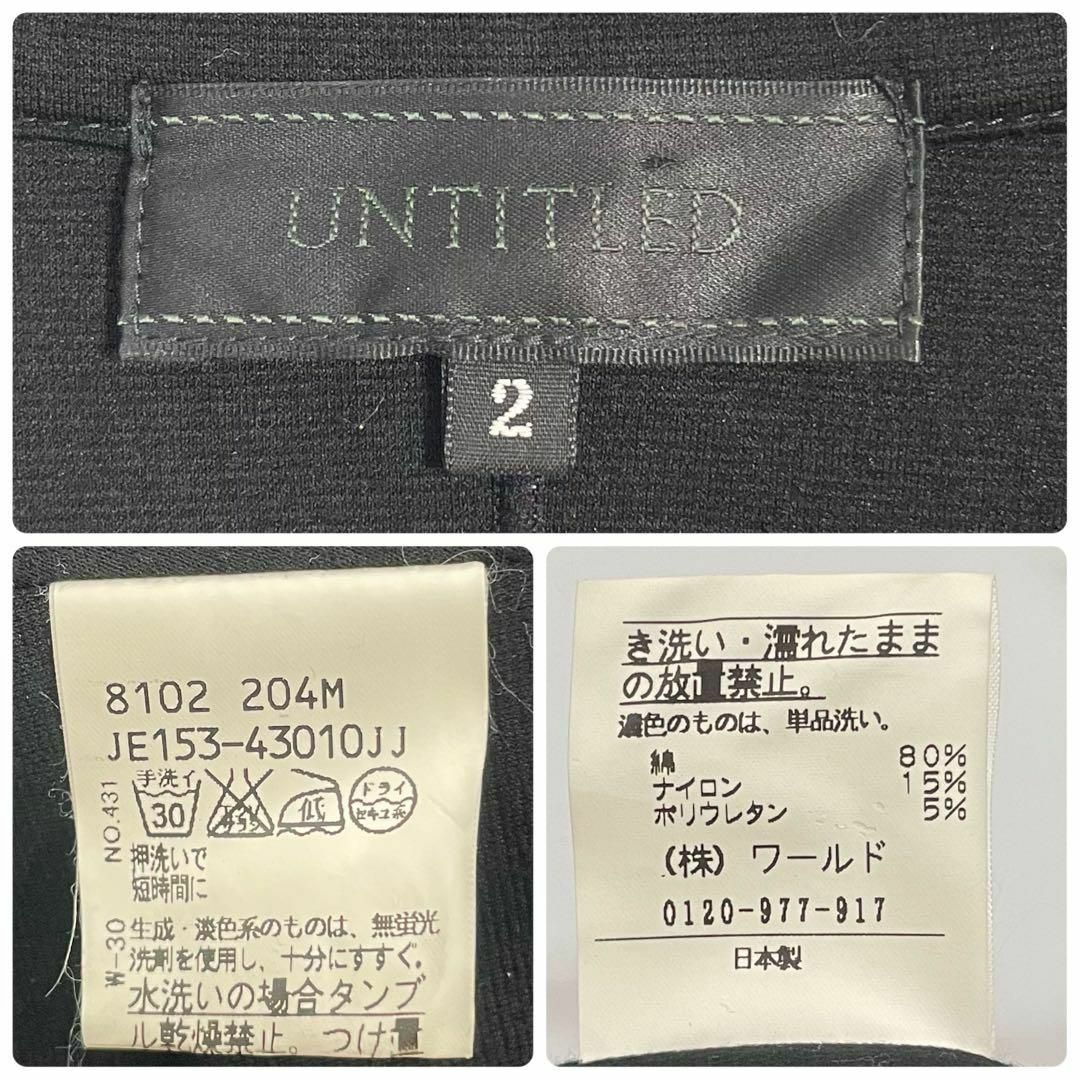 UNTITLED
2
8102 204M
JE153-43010JJ
手洗イ
30
エンソ
サラシ
ドライ
セキユ系
NO.431
押洗いで
短時間に
W-30
生成・淡色系のものは、無蛍光
洗剤を使用し、十分にすすぐ。
水洗いの場合タンブ
ル乾燥禁止。つけ置
き洗い・濡れたまま
の放置禁止。
濃色のものは、単品洗い。
綿 80%
ナイロン 15%
ポリウレタン 5%
(株) ワールド
0120-977-917
日本製